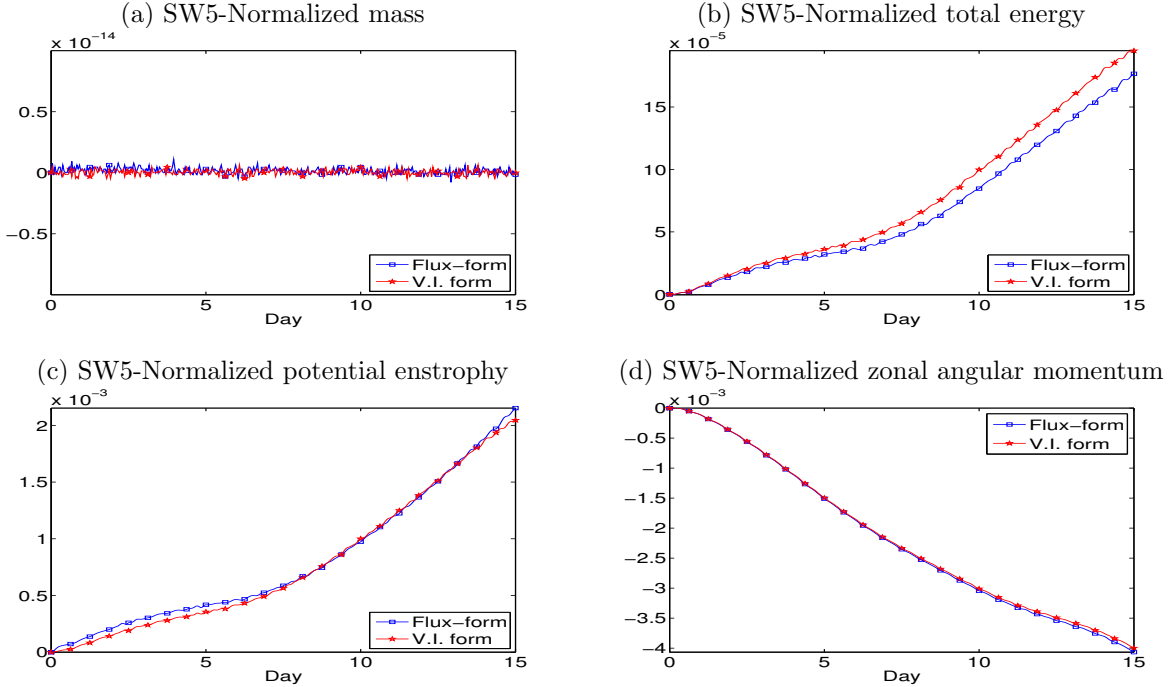 (a) SW5-Normalized mass
x 10−14
0.5
0
−0.5
0 5 10 15
Day
Flux−form
V.I. form
(b) SW5-Normalized total energy
x 10−5
15
10
5
0
0 5 10 15
Day
Flux−form
V.I. form
(c) SW5-Normalized potential enstrophy
x 10−3
2
1
0
0 5 10 15
Day
Flux−form
V.I. form
(d) SW5-Normalized zonal angular momentum
x 10−3
0
−0.5
−1
−1.5
−2
−2.5
−3
−3.5
−4
0 5 10 15
Day
Flux−form
V.I. form